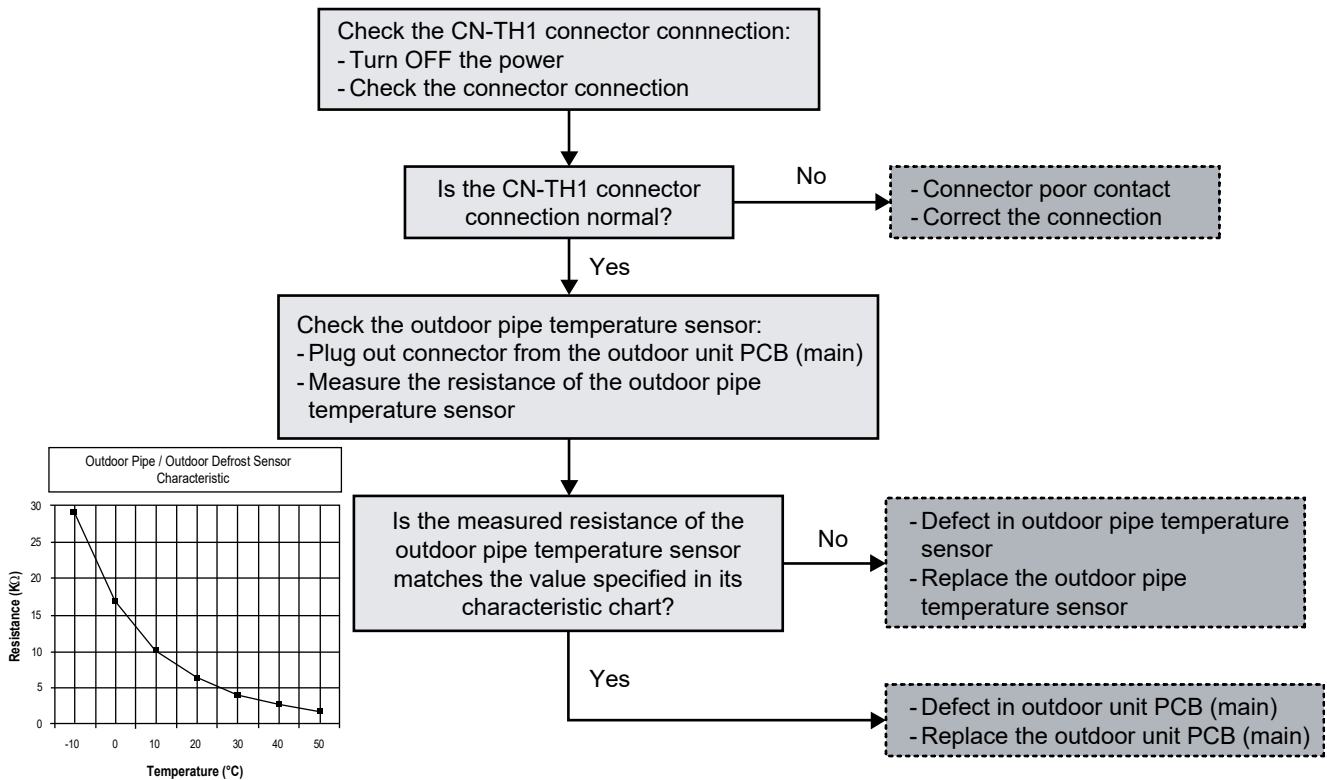 Check the CN-TH1 connector connnection:
- Turn OFF the power
- Check the connector connection
Is the CN-TH1 connector
connection normal?
No
- Connector poor contact
- Correct the connection
Yes
Check the outdoor pipe temperature sensor:
- Plug out connector from the outdoor unit PCB (main)
- Measure the resistance of the outdoor pipe
temperature sensor
Outdoor Pipe / Outdoor Defrost Sensor
Characteristic
30
25
20
15
10
5
0
Resistance (KΩ)
-10 0 10 20 30 40 50
Temperature (°C)
Is the measured resistance of the
outdoor pipe temperature sensor
matches the value specified in its
characteristic chart?
No
- Defect in outdoor pipe temperature
sensor
- Replace the outdoor pipe
temperature sensor
Yes
- Defect in outdoor unit PCB (main)
- Replace the outdoor unit PCB (main)